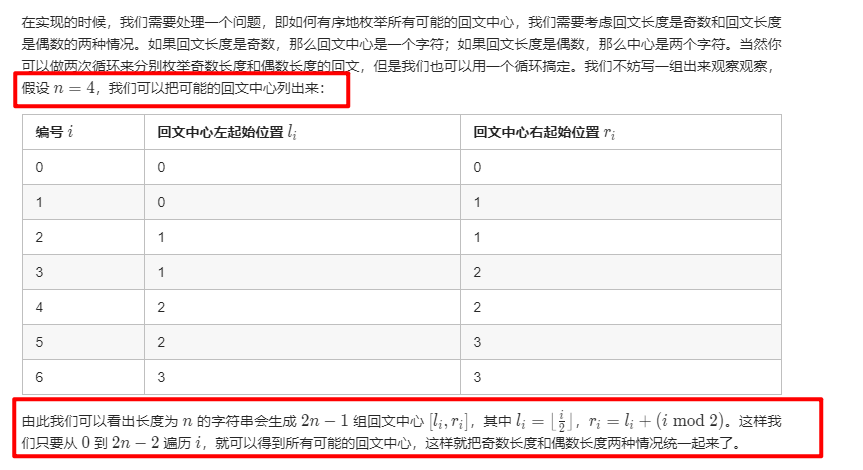 在实现的时候，我们需要处理一个问题，即如何有序地枚举所有可能的回文中心，我们需要考虑回文长度是奇数和回文长度
是偶数的两种情况。如果回文长度是奇数，那么回文中心是一个字符；如果回文长度是偶数，那么中心是两个字符。当然你
可以做两次循环来分别枚举奇数长度和偶数长度的回文，但是我们也可以用一个循环搞定。我们不妨写一组出来观察观察，
假设 n = 4，我们可以把可能的回文中心列出来：
编号 i 回文中心左起始位置 lᵢ 回文中心右起始位置 rᵢ
0 0 0
1 0 1
2 1 1
3 1 2
4 2 2
5 2 3
6 3 3
由此我们可以看出长度为 n 的字符串会生成 2n − 1 组回文中心 [lᵢ, rᵢ]，其中 lᵢ = ⌊i/2⌋，rᵢ = lᵢ + (i mod 2)。这样我
们只要从 0 到 2n − 2 遍历 i，就可以得到所有可能的回文中心，这样就把奇数长度和偶数长度两种情况统一起来了。